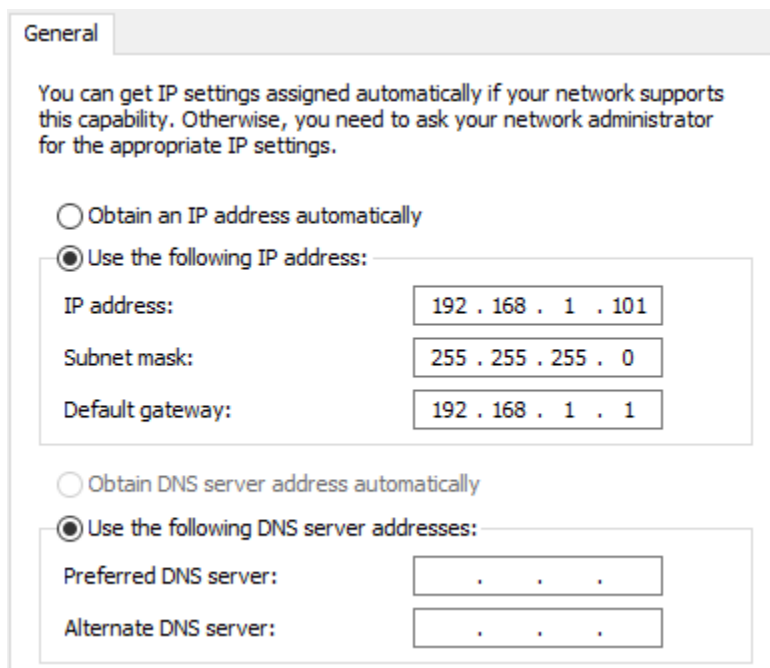 General
You can get IP settings assigned automatically if your network supports
this capability. Otherwise, you need to ask your network administrator
for the appropriate IP settings.
Obtain an IP address automatically
Use the following IP address:
IP address: 192 . 168 . 1 . 101
Subnet mask: 255 . 255 . 255 . 0
Default gateway: 192 . 168 . 1 . 1
Obtain DNS server address automatically
Use the following DNS server addresses:
Preferred DNS server: . . .
Alternate DNS server: . . .